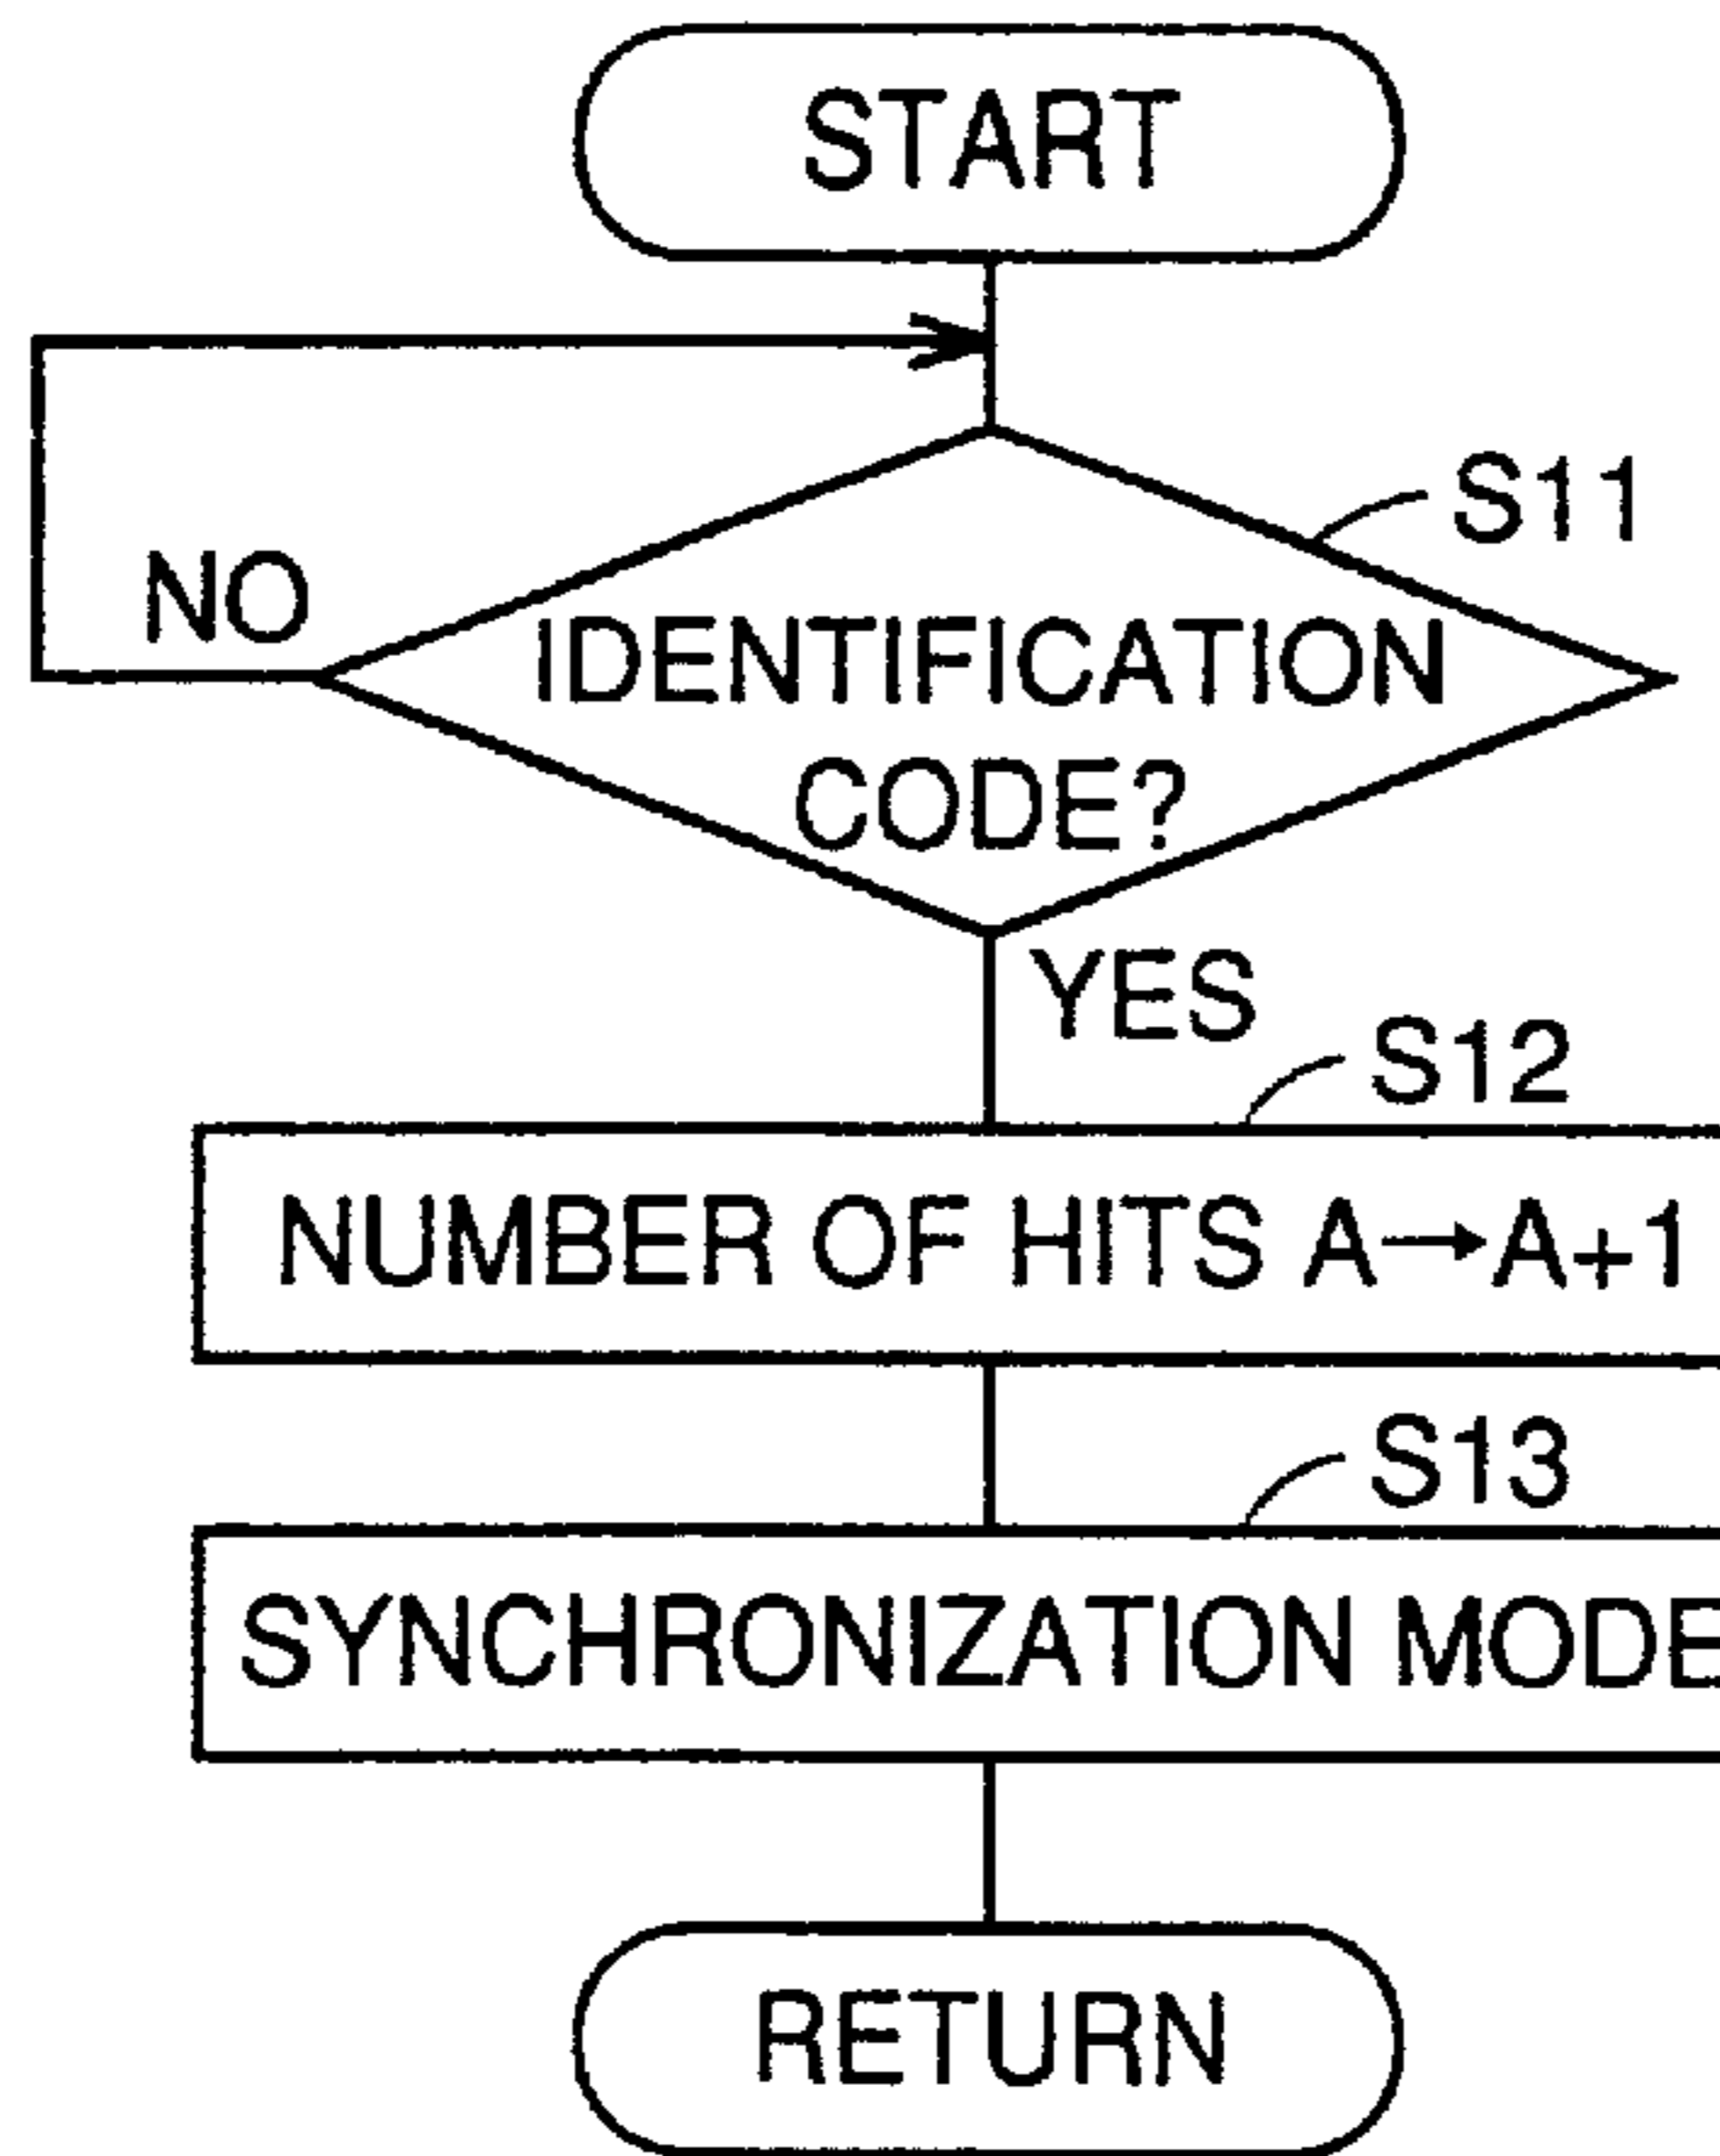 START
S11
NO
IDENTIFICATION
CODE?
YES
S12
NUMBER OF HITS A→A+1
S13
SYNCHRONIZATION MODE
RETURN